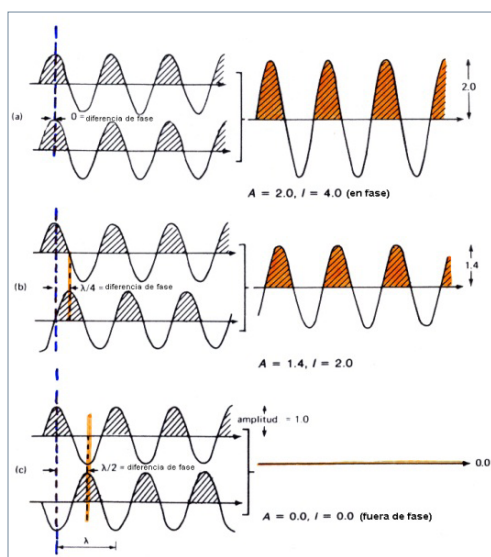 (a)
0 = diferencia de fase
2.0
A = 2.0, I = 4.0 (en fase)
(b)
λ/4 = diferencia de fase
1.4
A = 1.4, I = 2.0
(c)
amplitud = 1.0
λ/2 = diferencia de fase
0.0
A = 0.0, I = 0.0 (fuera de fase)
λ